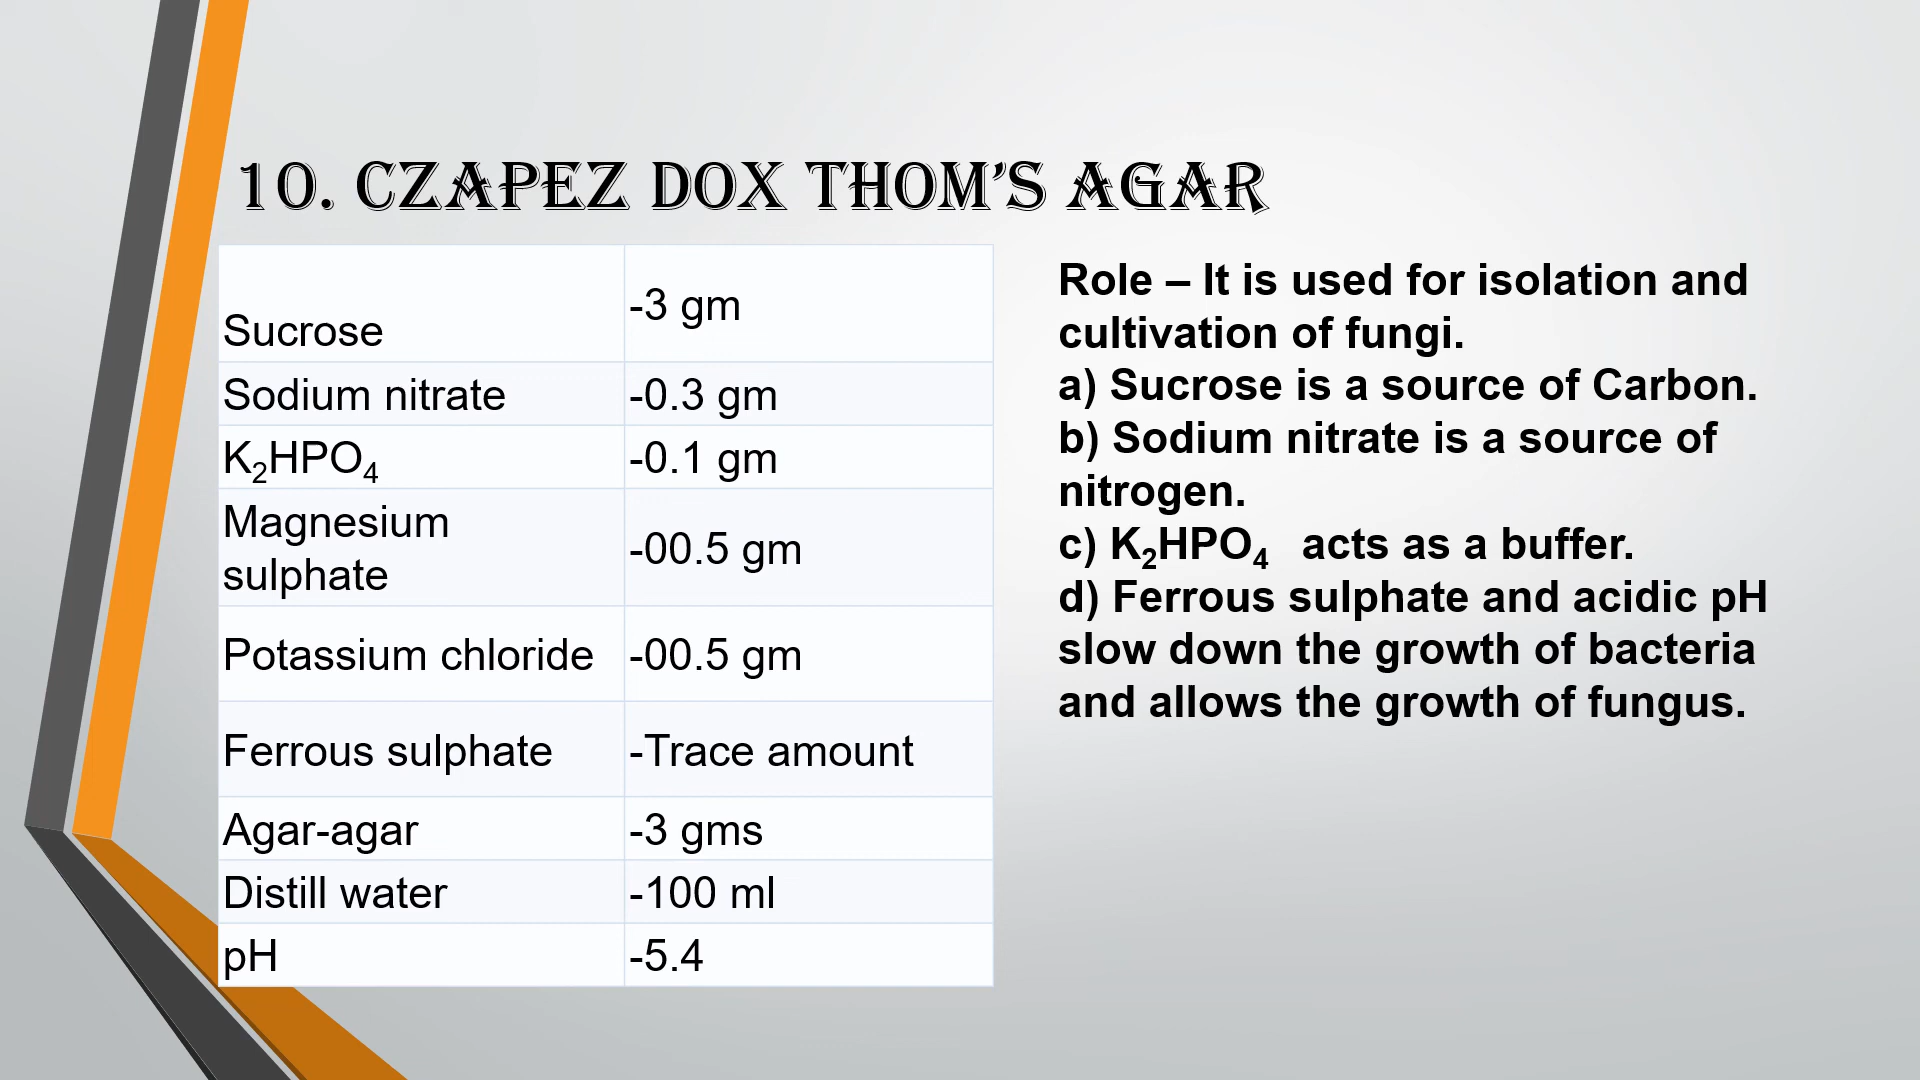 10. CZAPEZ DOX THOM’S AGAR
Sucrose -3 gm
Sodium nitrate -0.3 gm
K₂HPO₄ -0.1 gm
Magnesium
sulphate -00.5 gm
Potassium chloride -00.5 gm
Ferrous sulphate -Trace amount
Agar-agar -3 gms
Distill water -100 ml
pH -5.4
Role – It is used for isolation and
cultivation of fungi.
a) Sucrose is a source of Carbon.
b) Sodium nitrate is a source of
nitrogen.
c) K₂HPO₄ acts as a buffer.
d) Ferrous sulphate and acidic pH
slow down the growth of bacteria
and allows the growth of fungus.